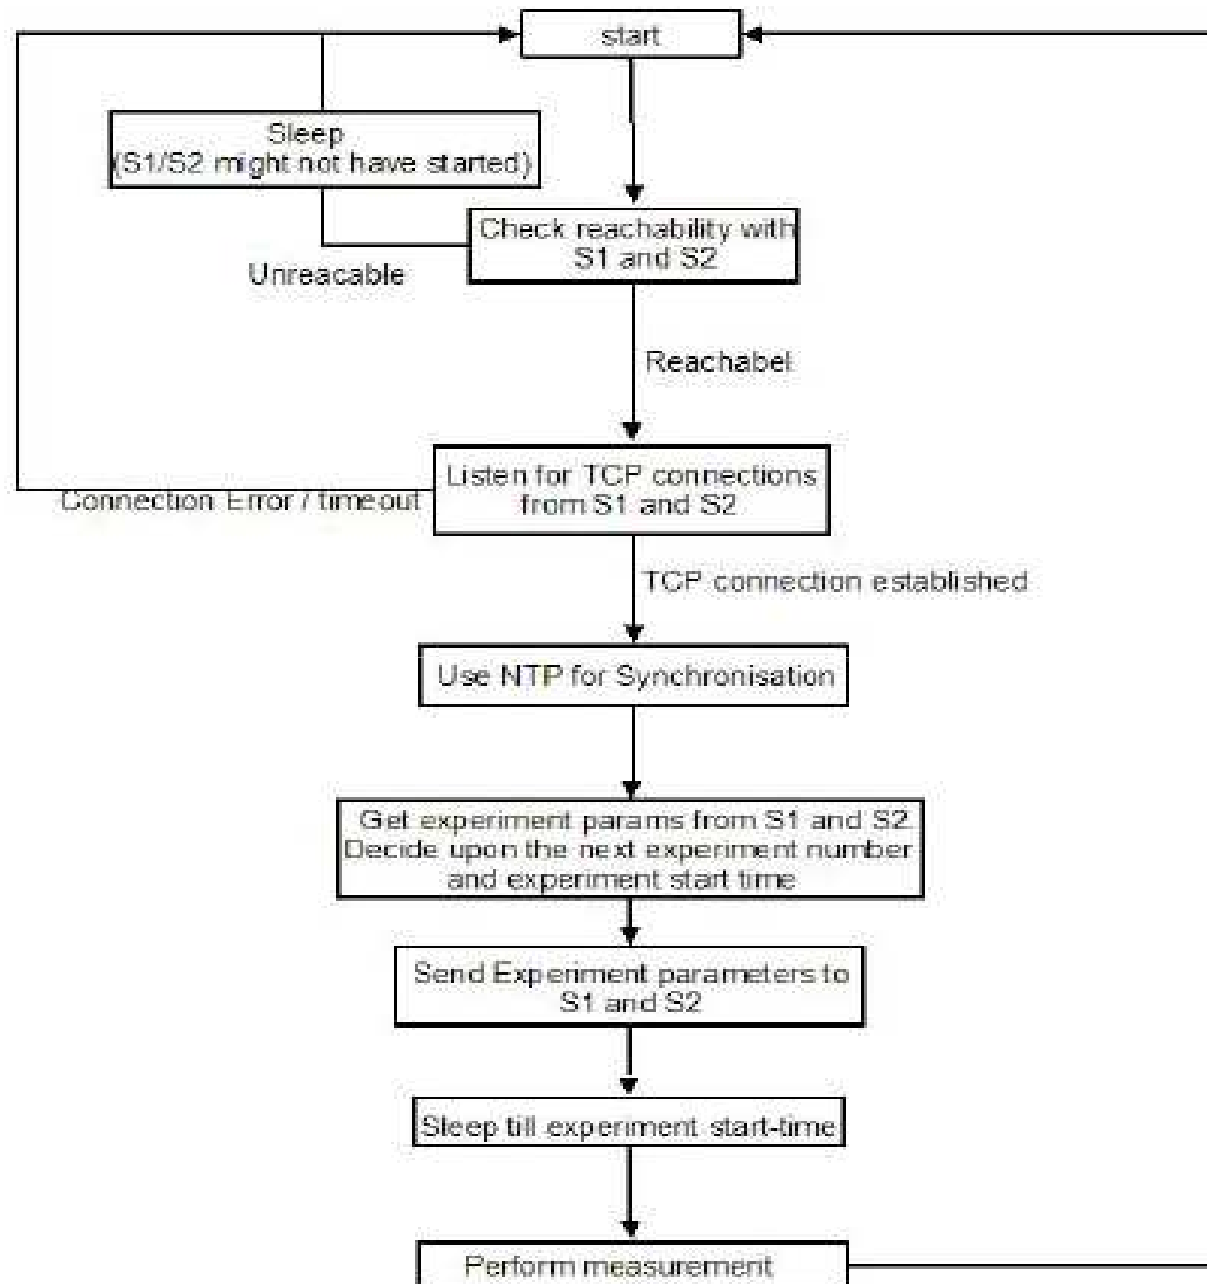 start
Sleep
(S1/S2 might not have started)
Check reachability with
S1 and S2
Unreacable
Reachabel
Listen for TCP connections
from S1 and S2
Connection Error / timeout
TCP connection established
Use NTP for Synchronisation
Get experiment params from S1 and S2
Decide upon the next experiment number
and experiment start time
Send Experiment parameters to
S1 and S2
Sleep till experiment start-time
Perform measurement